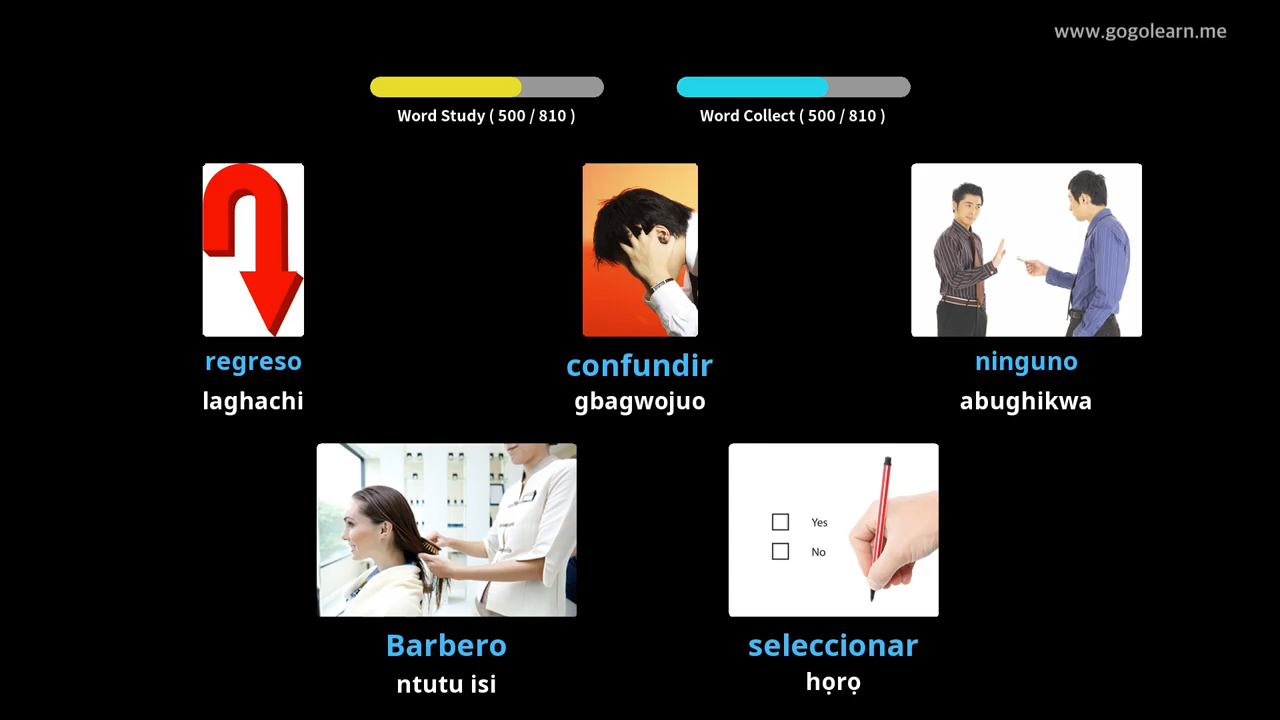 www.gogolearn.me
Word Study ( 500 / 810 )
Word Collect ( 500 / 810 )
regreso
laghachi
confundir
gbagwojuo
ninguno
abughikwa
Yes
No
Barbero
ntutu isi
seleccionar
họrọ